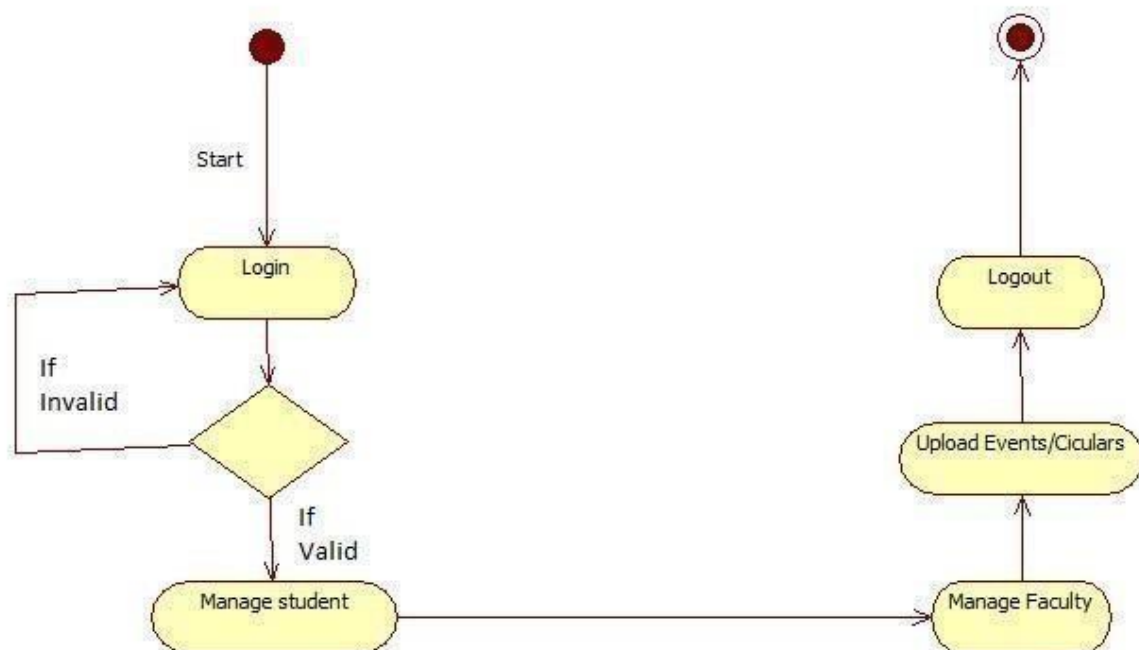 Start
Login
If
Invalid
If
Valid
Manage student
Manage Faculty
Upload Events/Ciculars
Logout